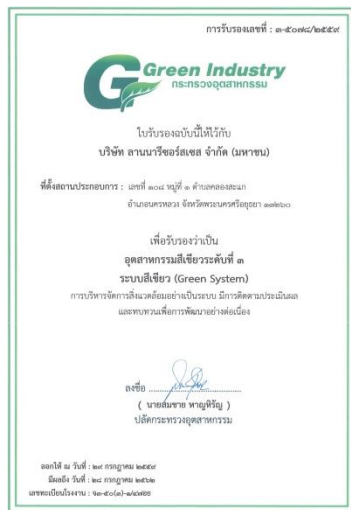 การรับรองเลขที่ : ๓-๕๐๗๘/๒๕๕๙
Green Industry
กระทรวงอุตสาหกรรม
ใบรับรองฉบับนี้ให้ไว้กับ
บริษัท ลานนารีซอร์สเซส จำกัด (มหาชน)
ที่ตั้งสถานประกอบการ : เลขที่ ๑๐๘ หมู่ที่ ๑ ตำบลคลองสะแก
อำเภอนครหลวง จังหวัดพระนครศรีอยุธยา ๑๓๒๖๐
เพื่อรับรองว่าเป็น
อุตสาหกรรมสีเขียวระดับที่ ๓
ระบบสีเขียว (Green System)
การบริหารจัดการสิ่งแวดล้อมอย่างเป็นระบบ มีการติดตามประเมินผล
และทบทวนเพื่อการพัฒนาอย่างต่อเนื่อง
ลงชื่อ
( นายสมชาย หาญหิรัญ )
ปลัดกระทรวงอุตสาหกรรม
ออกให้ ณ วันที่ : ๒๙ กรกฎาคม ๒๕๕๙
มีผลถึง วันที่ : ๒๘ กรกฎาคม ๒๕๖๒
เลขทะเบียนโรงงาน :